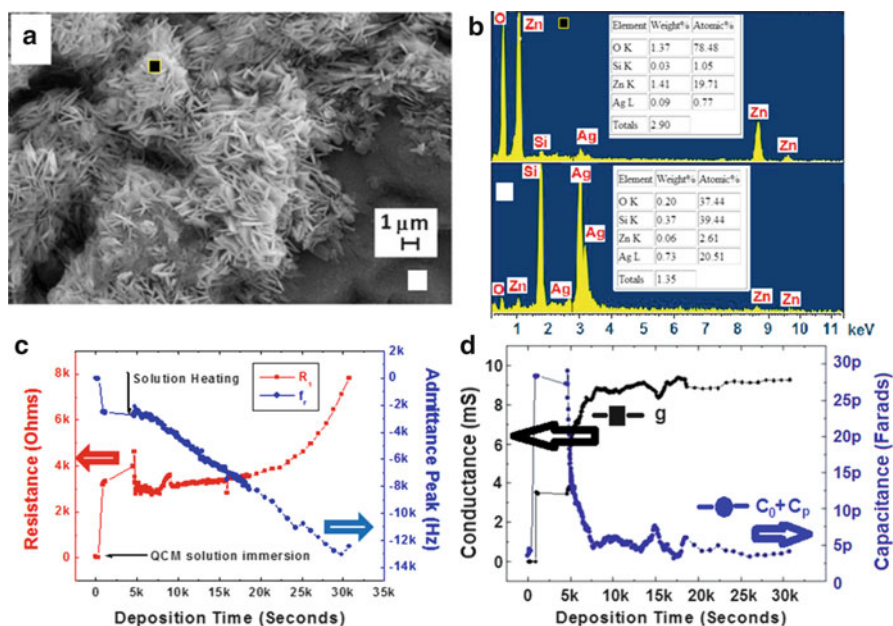 a
1 μm
b
O
Zn
Element Weight% Atomic%
O K 1.37 78.48
Si K 0.03 1.05
Zn K 1.41 19.71
Ag L 0.09 0.77
Totals 2.90
Si
Ag
Zn
Zn
Si
Ag
Ag
Element Weight% Atomic%
O K 0.20 37.44
Si K 0.37 39.44
Zn K 0.06 2.61
Ag L 0.73 20.51
Totals 1.35
O
Zn
Ag
Zn
Zn
1 2 3 4 5 6 7 8 9 10 11 keV
c
Resistance (Ohms)
8k
6k
4k
2k
0
Solution Heating
R₁
fᵣ
QCM solution immersion
2k
0
-2k
-4k
-6k
-8k
-10k
-12k
-14k
Admittance Peak (Hz)
0 5k 10k 15k 20k 25k 30k 35k
Deposition Time (Seconds)
d
Conductance (mS)
10
8
6
4
2
0
g
C₀+Cₚ
30p
25p
20p
15p
10p
5p
0
Capacitance (Farads)
0 5k 10k 15k 20k 25k 30k
Deposition Time (Seconds)